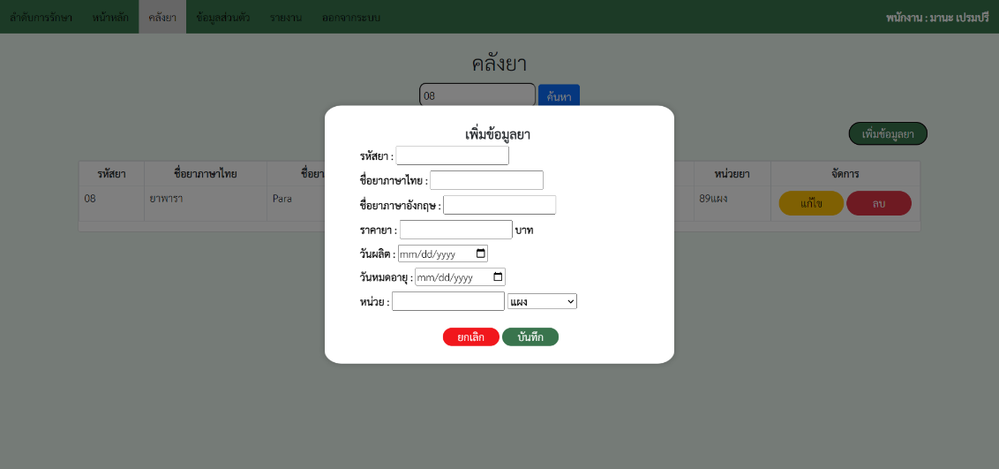 ลำดับการรักษา หน้าหลัก คลังยา ข้อมูลส่วนตัว รายงาน ออกจากระบบ พนักงาน : มานะ เปรมปรี
คลังยา
08 ค้นหา
เพิ่มข้อมูลยา
รหัสยา ชื่อยาภาษาไทย ชื่อยา หน่วยยา จัดการ
08 ยาพารา Para 89แผง แก้ไข ลบ
เพิ่มข้อมูลยา
รหัสยา :
ชื่อยาภาษาไทย :
ชื่อยาภาษาอังกฤษ :
ราคายา : บาท
วันผลิต : mm/dd/yyyy
วันหมดอายุ : mm/dd/yyyy
หน่วย : แผง
ยกเลิก บันทึก